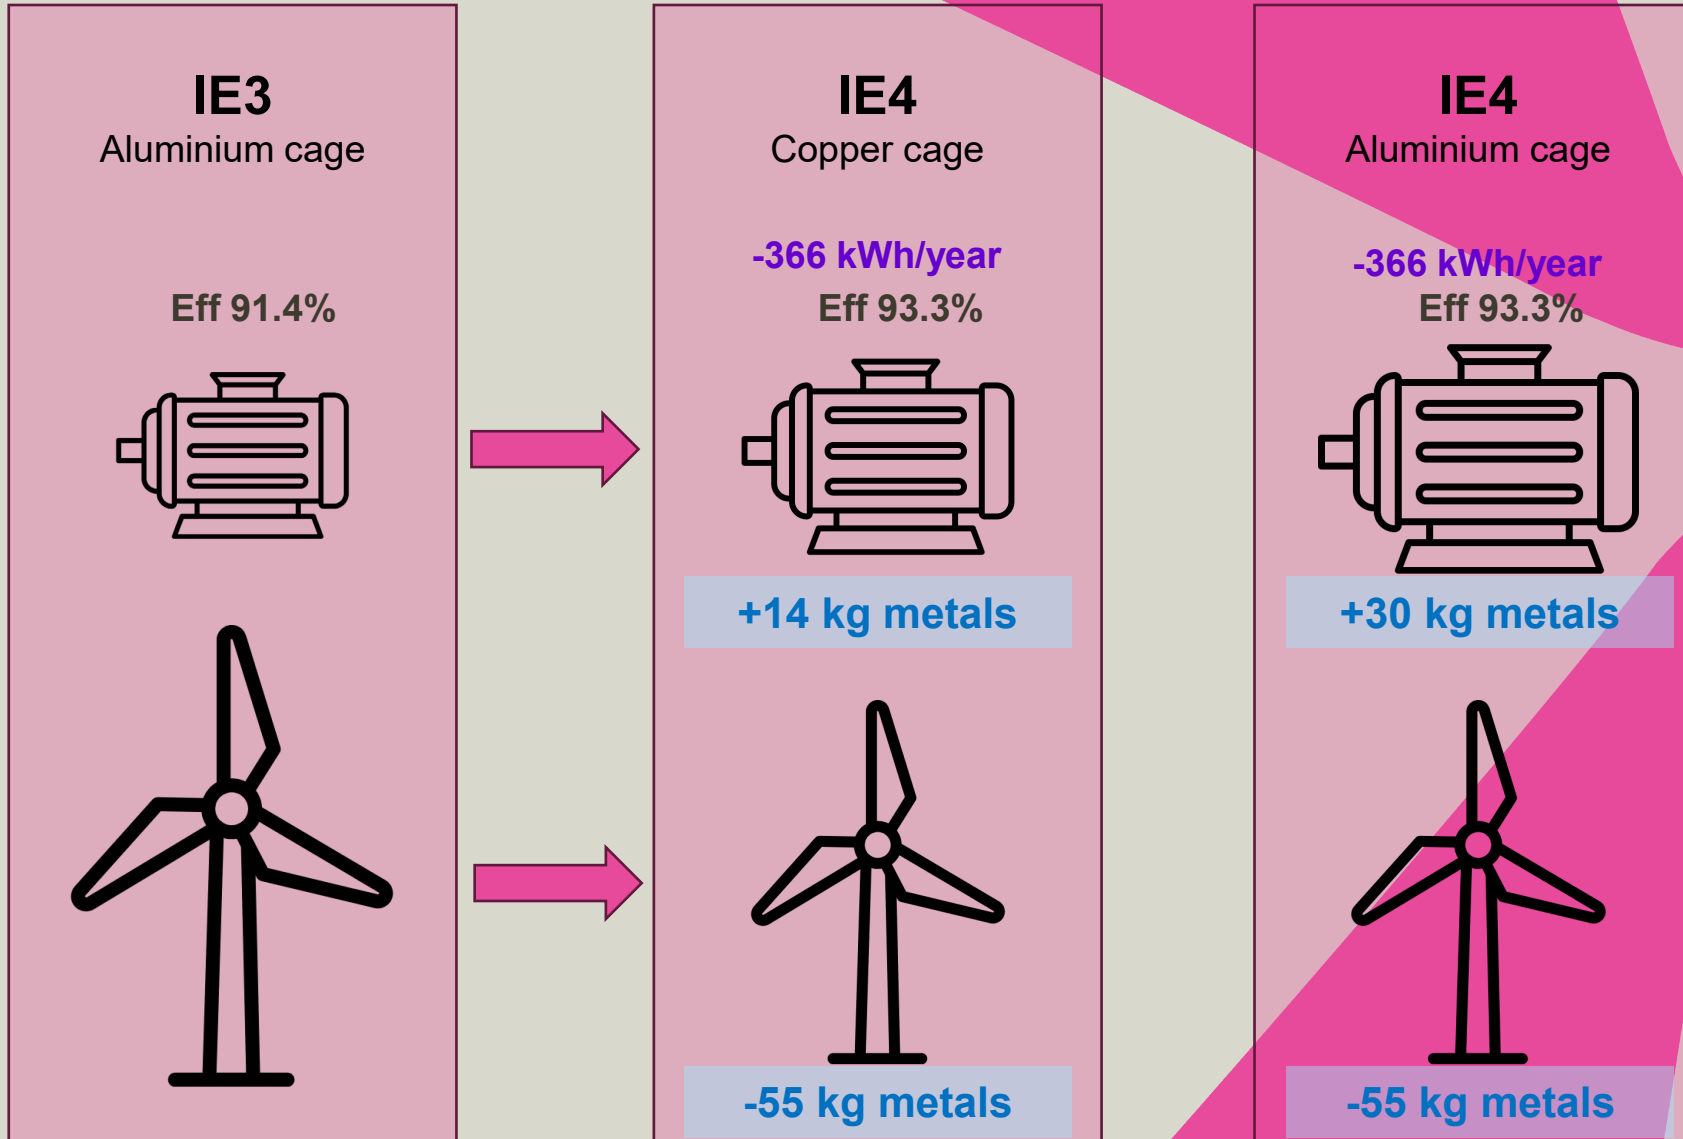 IE3
Aluminium cage
Eff 91.4%
IE4
Copper cage
-366 kWh/year
Eff 93.3%
+14 kg metals
-55 kg metals
IE4
Aluminium cage
-366 kWh/year
Eff 93.3%
+30 kg metals
-55 kg metals